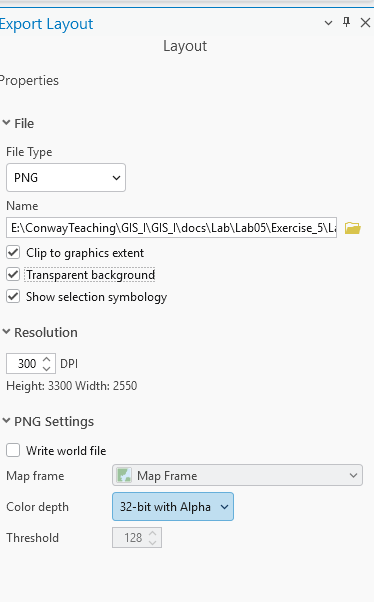 Export Layout
Layout
Properties
File
File Type
PNG
Name
E:\ConwayTeaching\GIS_I\GIS_I\docs\Lab\Lab05\Exercise_5\La
Clip to graphics extent
Transparent background
Show selection symbology
Resolution
300 DPI
Height: 3300 Width: 2550
PNG Settings
Write world file
Map frame Map Frame
Color depth 32-bit with Alpha
Threshold 128